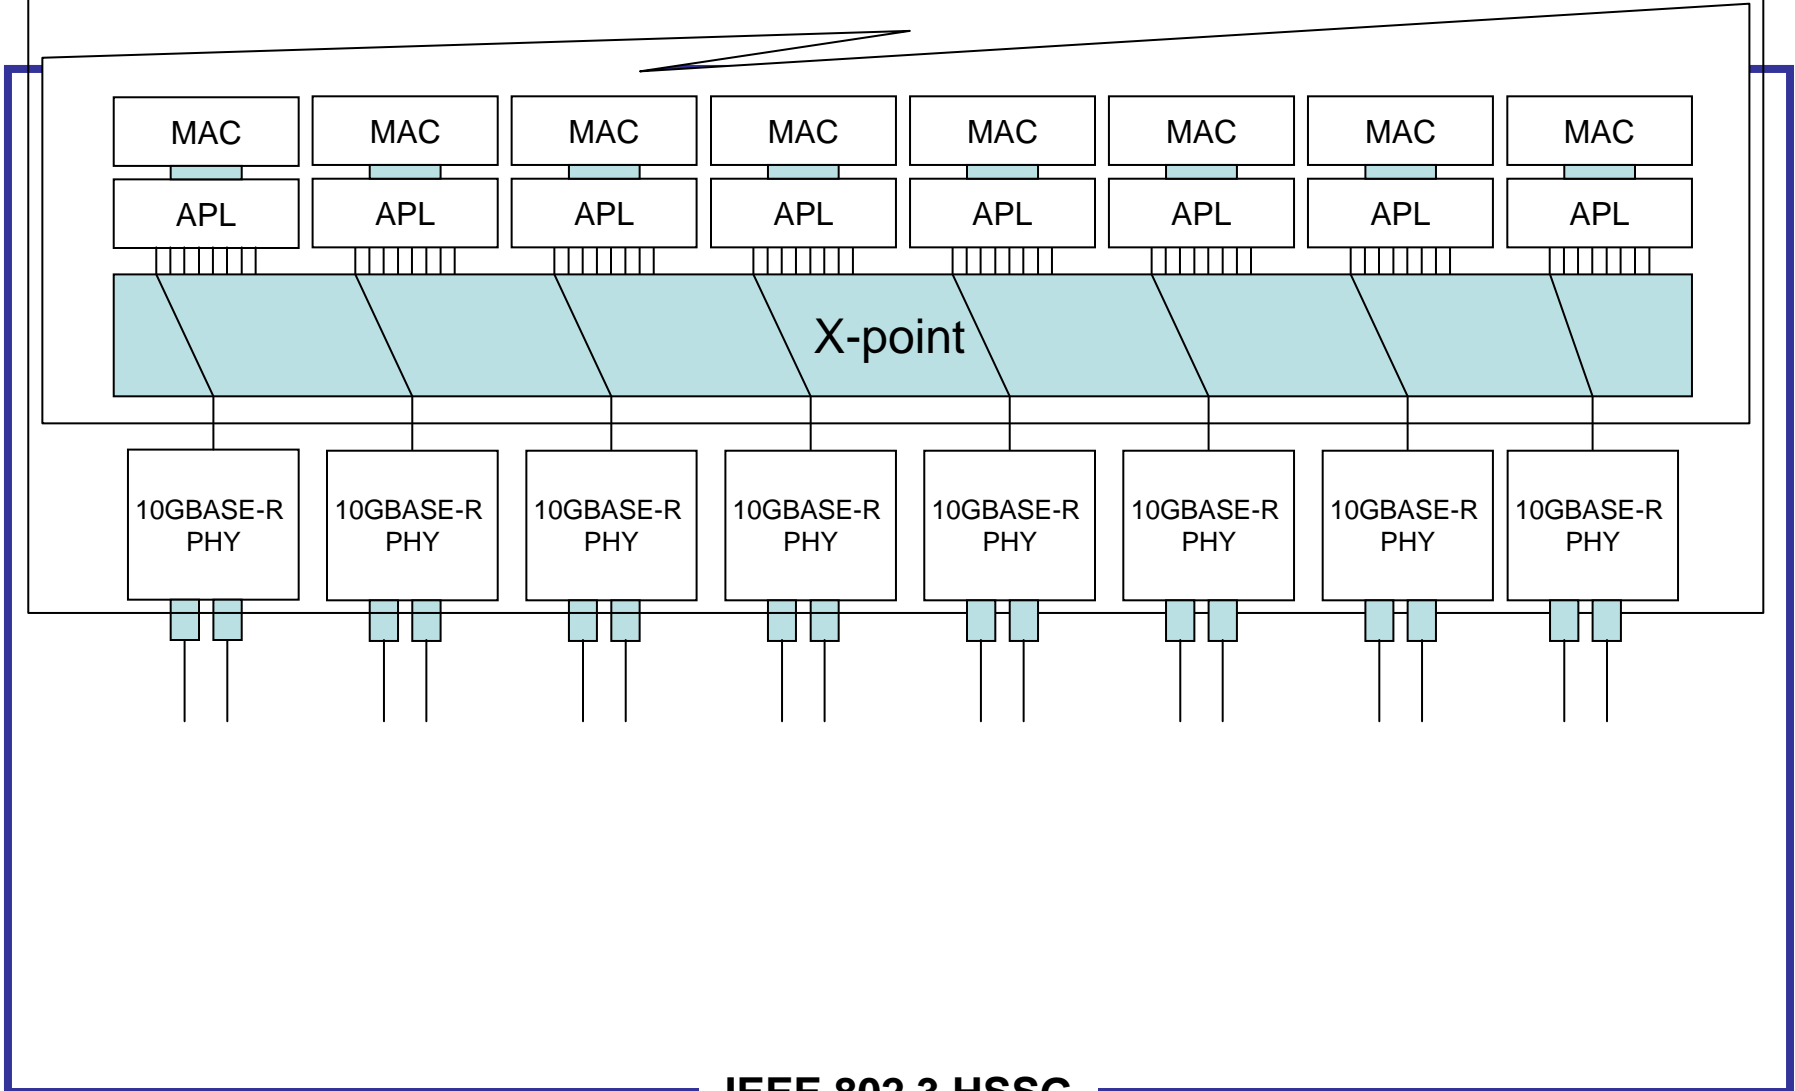 MAC MAC MAC MAC MAC MAC MAC MAC
APL APL APL APL APL APL APL APL
X-point
10GBASE-R 10GBASE-R 10GBASE-R 10GBASE-R 10GBASE-R 10GBASE-R 10GBASE-R 10GBASE-R
PHY PHY PHY PHY PHY PHY PHY PHY
IEEE 802.3 HSSG